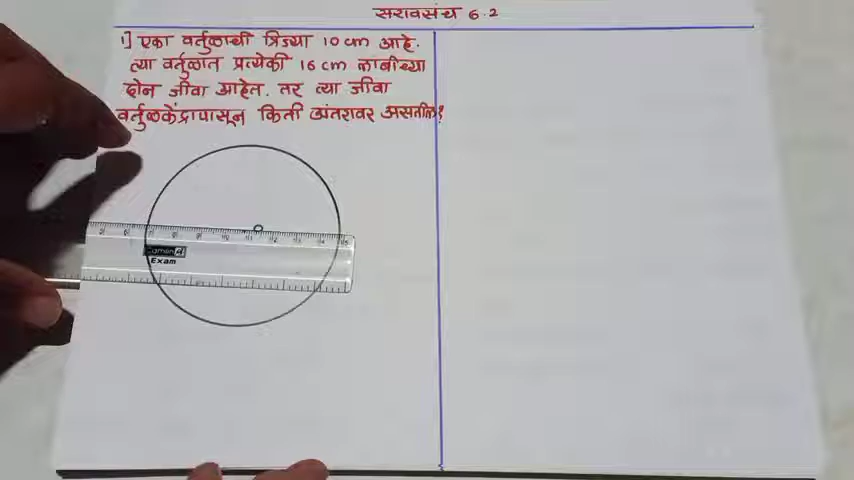 सरावसंच 6.2
1] एका वर्तुळाची त्रिज्या 10 cm आहे.
त्या वर्तुळात प्रत्येकी 16 cm लांबीच्या
दोन जीवा आहेत. तर त्या जीवा
वर्तुळकेंद्रापासून किती अंतरावर असतील?
Exam